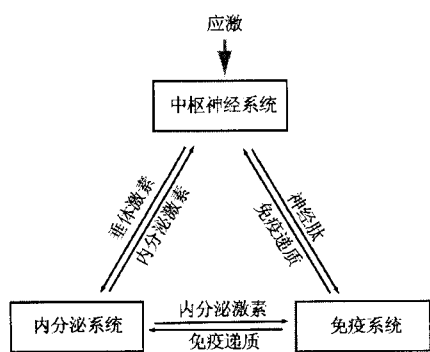 应激
中枢神经系统
垂体激素
内分泌激素
神经肽
免疫递质
内分泌系统
内分泌激素
免疫递质
免疫系统